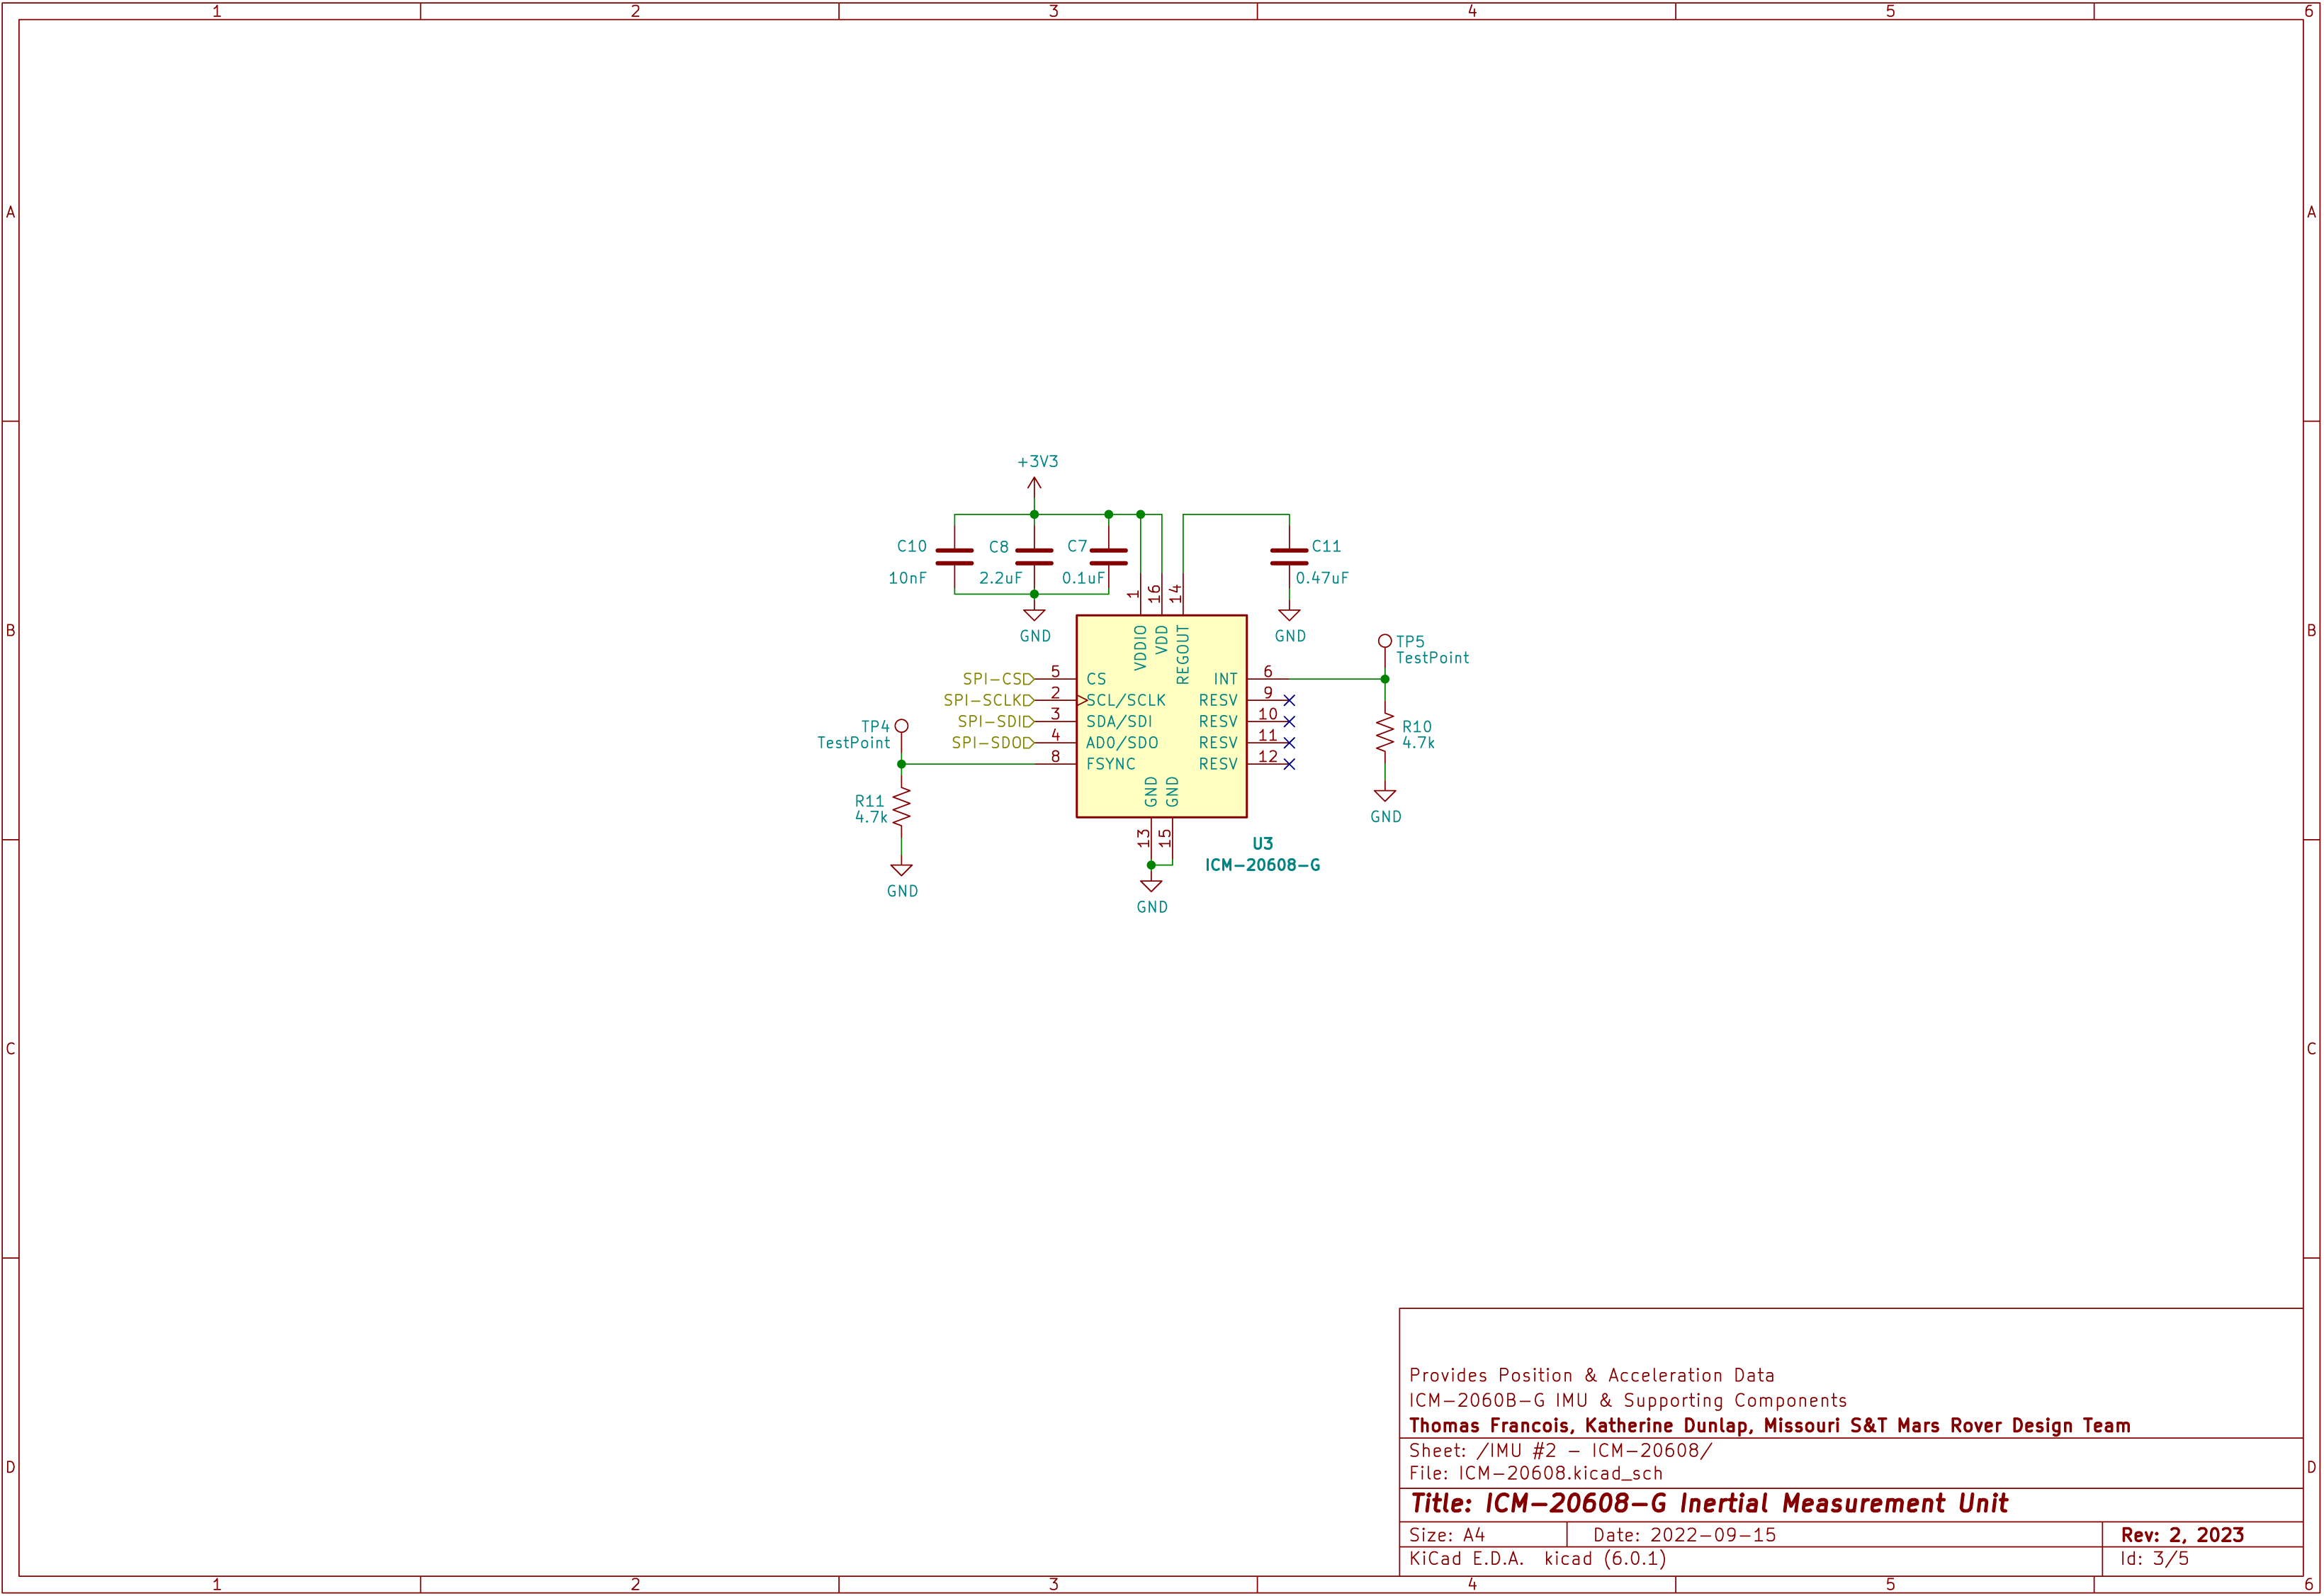 1 2 3 4 5 6
A A
+3V3
C10 C8 C7 C11
10nF 2.2uF 0.1uF 0.47uF
1 16 14
GND GND
VDDIO VDD REGOUT
TP5
TestPoint
SPI-CS 5 CS INT 6
SPI-SCLK 2 SCL/SCLK RESV 9
SPI-SDI 3 SDA/SDI RESV 10
SPI-SDO 4 AD0/SDO RESV 11
8 FSYNC RESV 12
B B
TP4
TestPoint
R10
4.7k
R11
4.7k
GND GND
GND
13 15
U3
ICM-20608-G
GND
GND
C C
Provides Position & Acceleration Data
ICM-2060B-G IMU & Supporting Components
Thomas Francois, Katherine Dunlap, Missouri S&T Mars Rover Design Team
Sheet: /IMU #2 - ICM-20608/
File: ICM-20608.kicad_sch
D D
Title: ICM-20608-G Inertial Measurement Unit
Size: A4 Date: 2022-09-15 Rev: 2, 2023
KiCad E.D.A. kicad (6.0.1) Id: 3/5
1 2 3 4 5 6